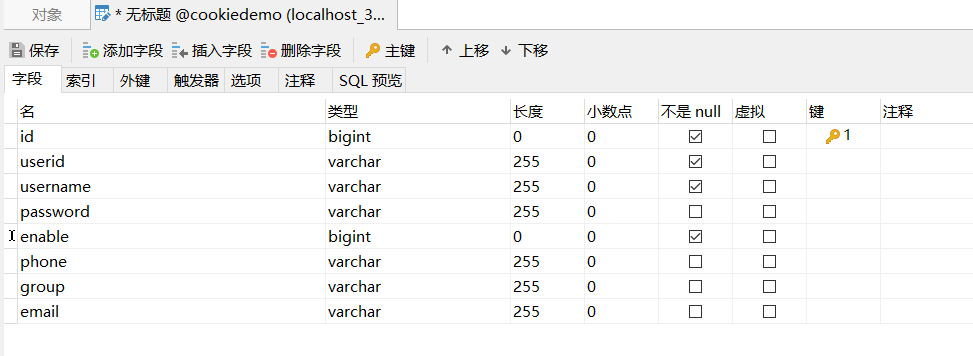 对象 * 无标题 @cookiedemo (localhost_3...
保存 添加字段 插入字段 删除字段 主键 上移 下移
字段 索引 外键 触发器 选项 注释 SQL 预览
名 类型 长度 小数点 不是 null 虚拟 键 注释
id bigint 0 0 1
userid varchar 255 0
username varchar 255 0
password varchar 255 0
enable bigint 0 0
phone varchar 255 0
group varchar 255 0
email varchar 255 0